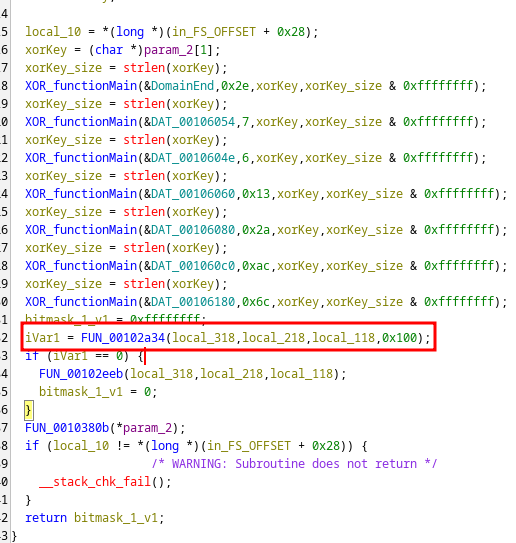 4
5 local_10 = *(long *)(in_FS_OFFSET + 0x28);
6 xorKey = (char *)param_2[1];
7 xorKey_size = strlen(xorKey);
8 XOR_functionMain(&DomainEnd,0x2e,xorKey,xorKey_size & 0xffffffff);
9 xorKey_size = strlen(xorKey);
0 XOR_functionMain(&DAT_00106054,7,xorKey,xorKey_size & 0xffffffff);
1 xorKey_size = strlen(xorKey);
2 XOR_functionMain(&DAT_0010604e,6,xorKey,xorKey_size & 0xffffffff);
3 xorKey_size = strlen(xorKey);
4 XOR_functionMain(&DAT_00106060,0x13,xorKey,xorKey_size & 0xffffffff);
5 xorKey_size = strlen(xorKey);
6 XOR_functionMain(&DAT_00106080,0x2a,xorKey,xorKey_size & 0xffffffff);
7 xorKey_size = strlen(xorKey);
8 XOR_functionMain(&DAT_001060c0,0xac,xorKey,xorKey_size & 0xffffffff);
9 xorKey_size = strlen(xorKey);
0 XOR_functionMain(&DAT_00106180,0x6c,xorKey,xorKey_size & 0xffffffff);
1 bitmask_1_v1 = 0xffffffff;
2 iVar1 = FUN_00102a34(local_318,local_218,local_118,0x100);
3 if (iVar1 == 0) {
4 FUN_00102eeb(local_318,local_218,local_118);
5 bitmask_1_v1 = 0;
6 }
7 FUN_0010380b(*param_2);
8 if (local_10 != *(long *)(in_FS_OFFSET + 0x28)) {
9 /* WARNING: Subroutine does not return */
0 __stack_chk_fail();
1 }
2 return bitmask_1_v1;
3 }